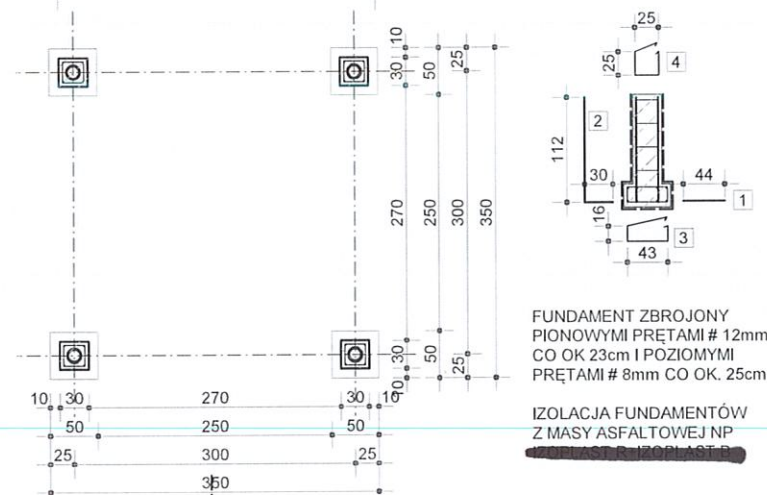 10
30
50
25
270
250
300
350
30
50
25
10
10 30 270 30 10
50 250 50
25 300 25
350
25
25 4
112 2
30 44
1
16
3
43
FUNDAMENT ZBROJONY
PIONOWYMI PRĘTAMI # 12mm
CO OK 23cm I POZIOMYMI
PRĘTAMI # 8mm CO OK. 25cm
IZOLACJA FUNDAMENTÓW
Z MASY ASFALTOWEJ NP